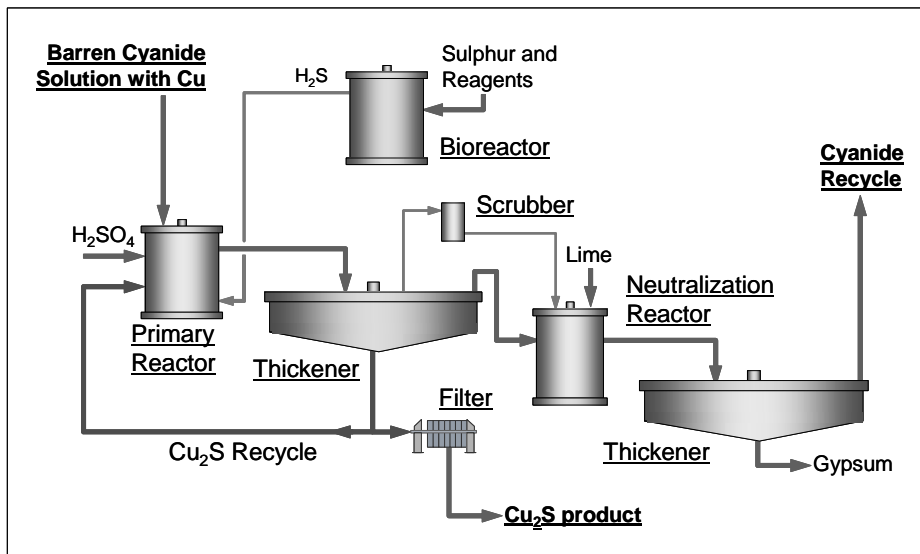 Barren Cyanide
Solution with Cu
H₂S
Sulphur and
Reagents
Bioreactor
Cyanide
Recycle
Scrubber
H₂SO₄
Lime
Neutralization
Reactor
Primary
Reactor
Thickener
Filter
Cu₂S Recycle
Thickener
Gypsum
Cu₂S product